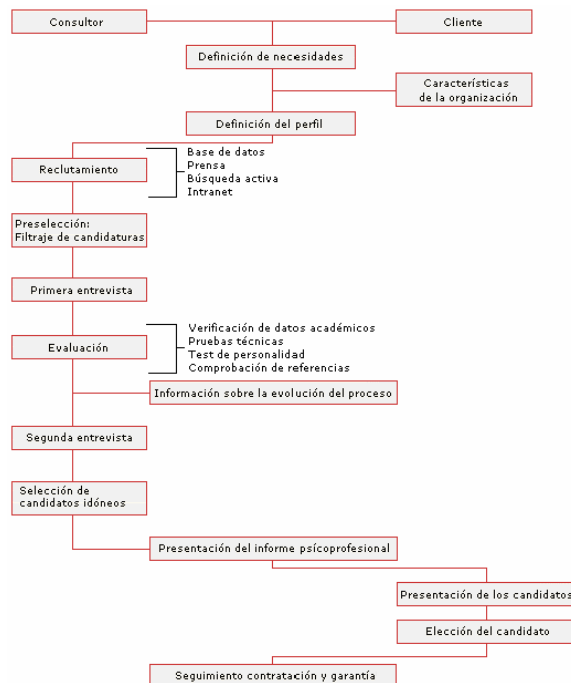 Consultor
Cliente
Definición de necesidades
Características
de la organización
Definición del perfil
Reclutamiento
Base de datos
Prensa
Búsqueda activa
Intranet
Preselección:
Filtraje de candidaturas
Primera entrevista
Evaluación
Verificación de datos académicos
Pruebas técnicas
Test de personalidad
Comprobación de referencias
Información sobre la evolución del proceso
Segunda entrevista
Selección de
candidatos idóneos
Presentación del informe psícoprofesional
Presentación de los candidatos
Elección del candidato
Seguimiento contratación y garantía